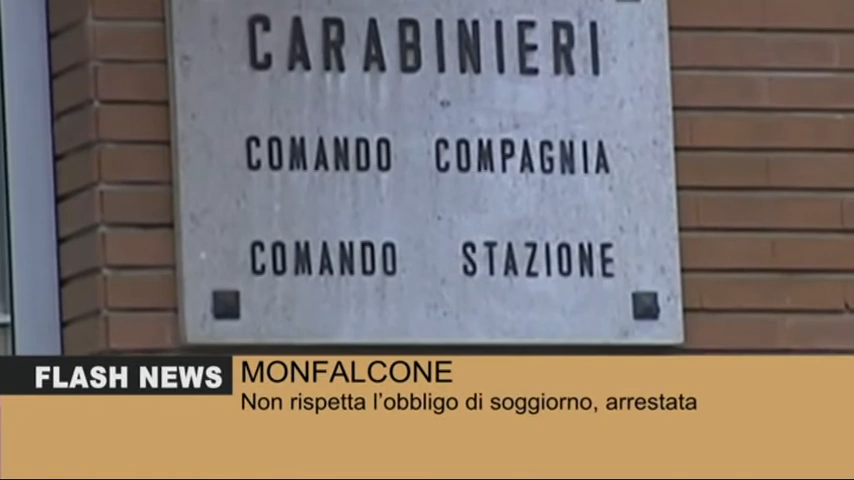 CARABINIERI
COMANDO COMPAGNIA
COMANDO STAZIONE
FLASH NEWS
MONFALCONE
Non rispetta l'obbligo di soggiorno, arrestata